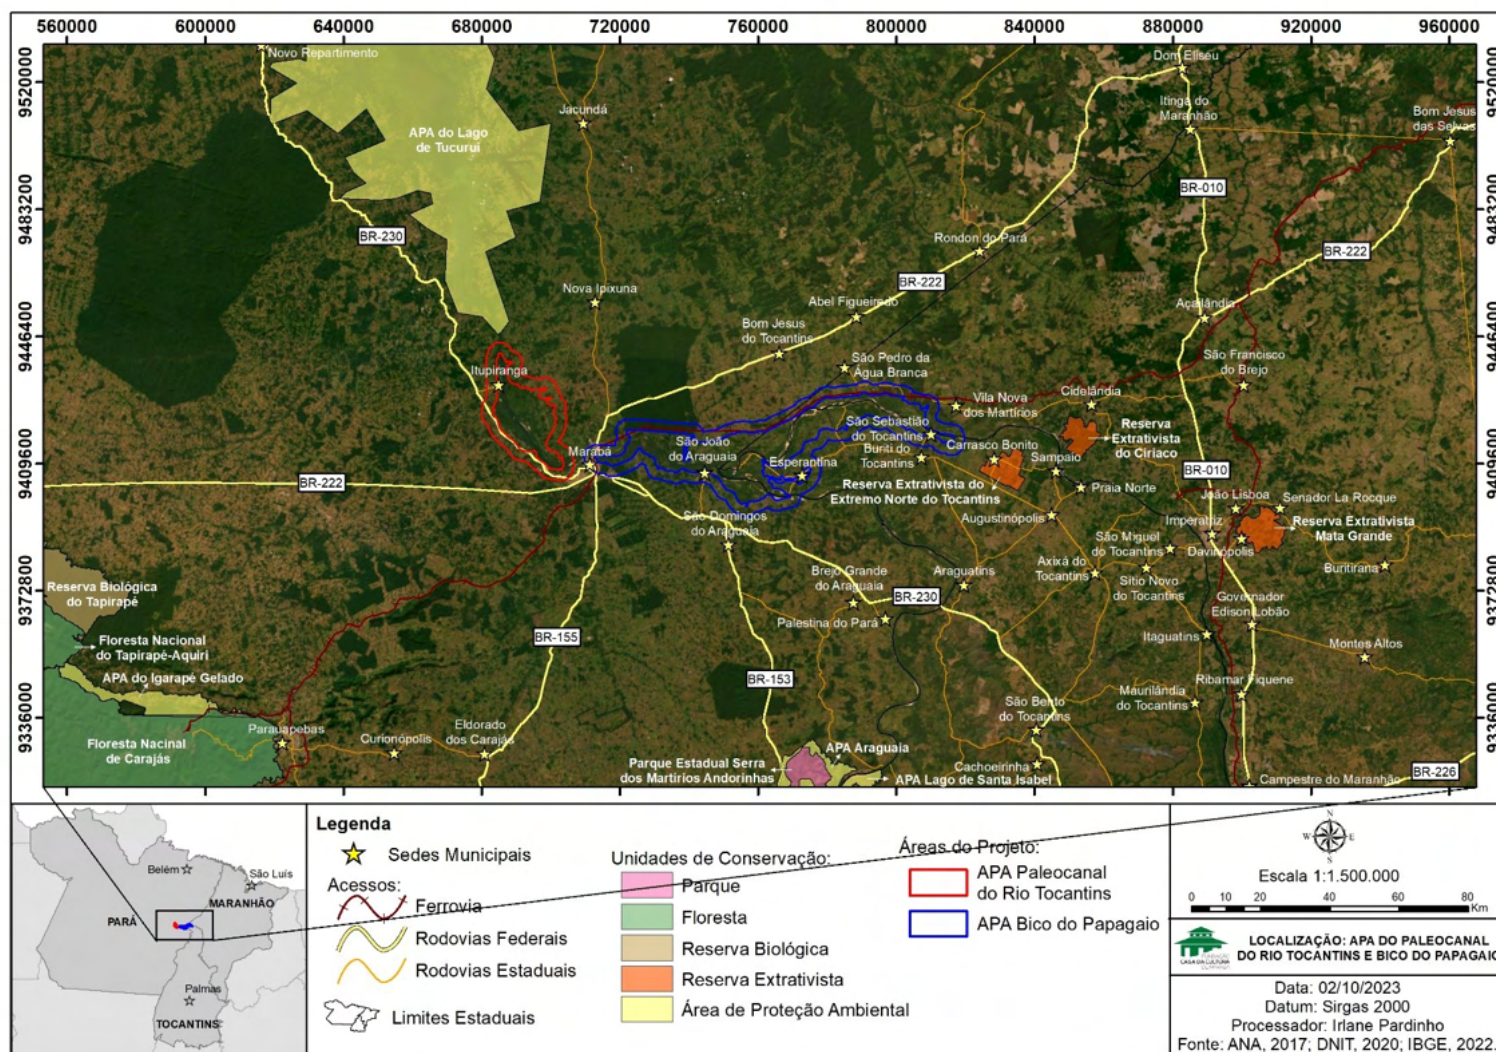 560000 600000 640000 680000 720000 760000 800000 840000 880000 920000 960000
9520000
9483200
9446400
9409600
9372800
9336000
9520000
9483200
9446400
9409600
9372800
9336000
Novo Repartimento
Dom Eliseu
Jacundá
Itinga do
Maranhão
Bom Jesus
das Selvas
APA do Lago
de Tucuruí
BR-010
BR-230
Rondon do Pará
BR-222
BR-222
Nova Ipixuna
Abel Figueiredo
Açailândia
Bom Jesus
do Tocantins
São Pedro da
Água Branca
São Francisco
do Brejo
Itupiranga
Cidelândia
Vila Nova
dos Martírios
São Sebastião
do Tocantins
Reserva
Extrativista
do Ciriaco
Carrasco Bonito
Buriti do
Tocantins
Sampaio
São João
do Araguaia
Marabá
Esperantina
BR-010
BR-222
Reserva Extrativista do
Extremo Norte do Tocantins
Praia Norte
João Lisboa
Senador La Rocque
Augustinópolis
Imperatriz
Reserva Extrativista
Mata Grande
São Domingos
do Araguaia
São Miguel
do Tocantins
Davinópolis
Axixá do
Tocantins
Sítio Novo
do Tocantins
Buritirana
Reserva Biológica
do Tapirapé
Brejo Grande
do Araguaia
Araguatins
BR-230
Governador
Edison Lobão
Palestina do Pará
Itaguatins
Montes Altos
Floresta Nacional
do Tapirapé-Aquiri
BR-155
APA do Igarapé Gelado
BR-153
Ribamar Fiquene
Maurilândia
do Tocantins
São Bento
do Tocantins
Parauapebas
Curionópolis
Eldorado
dos Carajás
Floresta Nacinal
de Carajás
APA Araguaia
Parque Estadual Serra
dos Martírios Andorinhas
APA Lago de Santa Isabel
Cachoeirinha
Campestre do Maranhão
BR-226
Belém
São Luís
MARANHÃO
PARÁ
Palmas
TOCANTINS
Legenda
Sedes Municipais
Acessos:
Ferrovia
Rodovias Federais
Rodovias Estaduais
Limites Estaduais
Unidades de Conservação:
Parque
Floresta
Reserva Biológica
Reserva Extrativista
Área de Proteção Ambiental
Áreas do Projeto:
APA Paleocanal
do Rio Tocantins
APA Bico do Papagaio
N
W E
S
Escala 1:1.500.000
0 10 20 40 60 80
Km
CASA DA CULTURA
LOCALIZAÇÃO: APA DO PALEOCANAL
DO RIO TOCANTINS E BICO DO PAPAGAIO
Data: 02/10/2023
Datum: Sirgas 2000
Processador: Irlane Pardinho
Fonte: ANA, 2017; DNIT, 2020; IBGE, 2022.